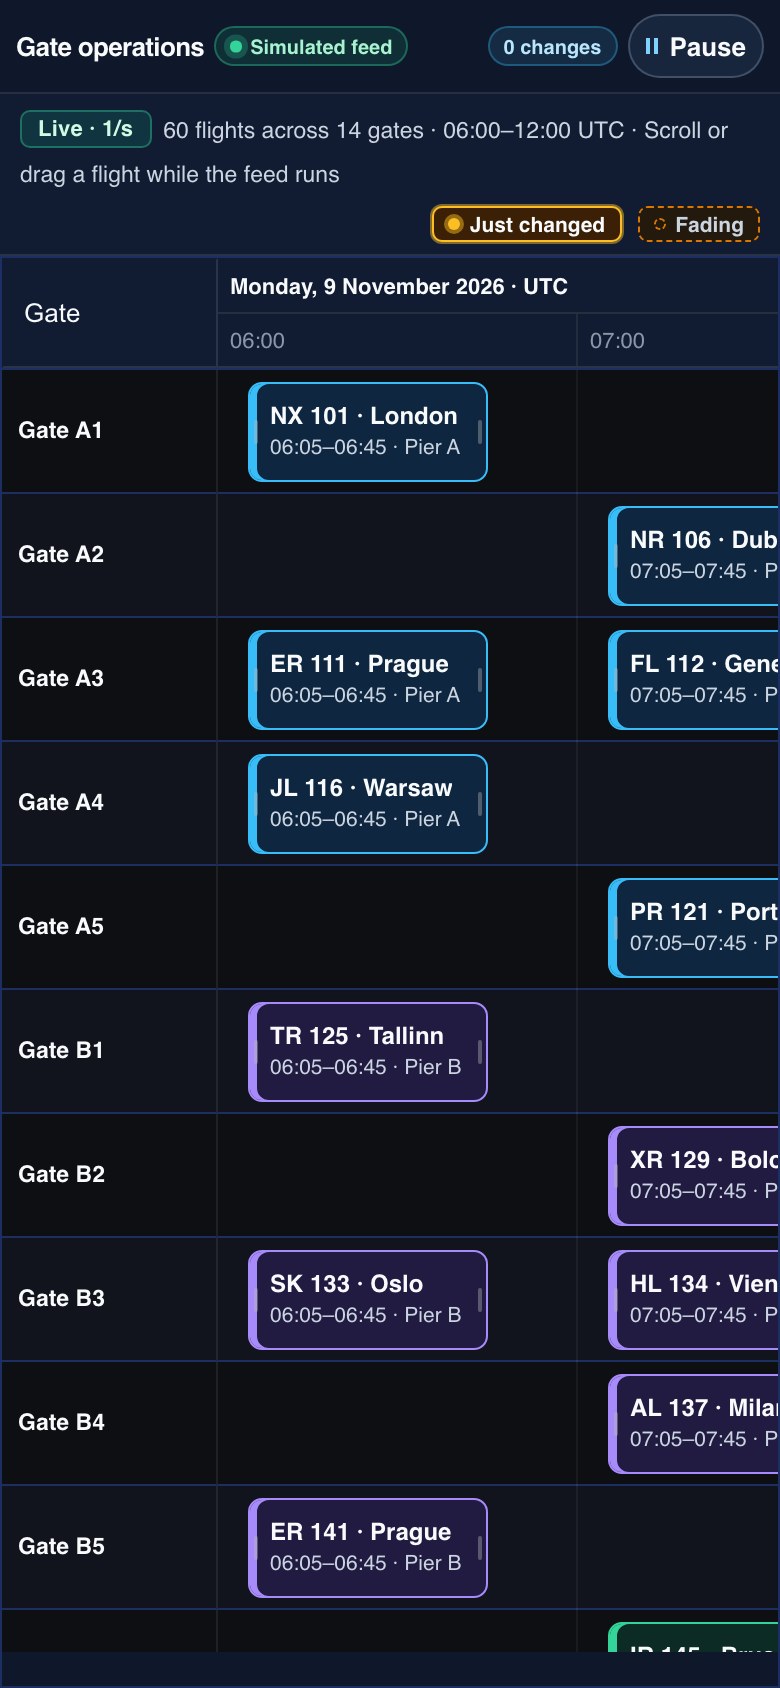 Gate operations
Simulated feed
0 changes
Pause
Live · 1/s 60 flights across 14 gates · 06:00–12:00 UTC · Scroll or
drag a flight while the feed runs
Just changed
Fading
Gate
Monday, 9 November 2026 · UTC
06:00
07:00
Gate A1
NX 101 · London
06:05–06:45 · Pier A
Gate A2
NR 106 · Dub
07:05–07:45 · P
Gate A3
ER 111 · Prague
06:05–06:45 · Pier A
FL 112 · Gene
07:05–07:45 · P
Gate A4
JL 116 · Warsaw
06:05–06:45 · Pier A
Gate A5
PR 121 · Port
07:05–07:45 · P
Gate B1
TR 125 · Tallinn
06:05–06:45 · Pier B
Gate B2
XR 129 · Bolo
07:05–07:45 · P
Gate B3
SK 133 · Oslo
06:05–06:45 · Pier B
HL 134 · Vien
07:05–07:45 · P
Gate B4
AL 137 · Mila
07:05–07:45 · P
Gate B5
ER 141 · Prague
06:05–06:45 · Pier B